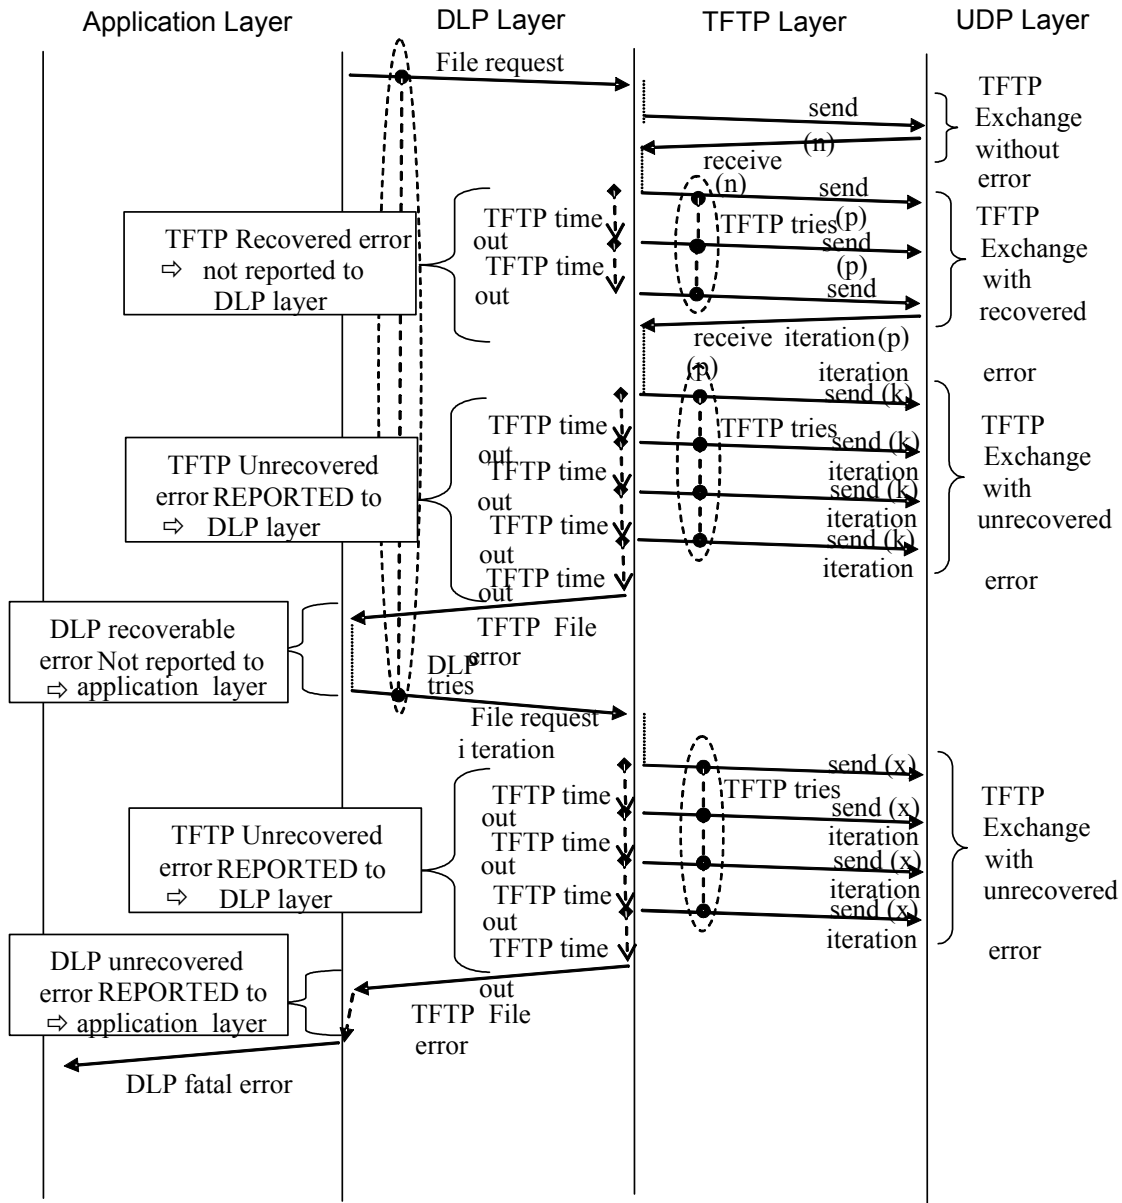 Application Layer
DLP Layer
TFTP Layer
UDP Layer
File request
send
(n)
receive
(n)
TFTP
Exchange
without
error
TFTP Recovered error
⇨ not reported to
DLP layer
TFTP time
out
TFTP time
out
send
TFTP tries
(p)
send
(p)
send
receive iteration (p)
(p)
iteration
TFTP
Exchange
with
recovered
error
TFTP Unrecovered
error REPORTED to
⇨ DLP layer
TFTP time
out
TFTP time
out
TFTP time
out
TFTP time
out
send (k)
TFTP tries
send (k)
iteration
send (k)
iteration
send (k)
iteration
TFTP
Exchange
with
unrecovered
error
DLP recoverable
error Not reported to
⇨ application layer
TFTP File
error
DLP
tries
File request
i teration
TFTP Unrecovered
error REPORTED to
⇨ DLP layer
TFTP time
out
TFTP time
out
TFTP time
out
TFTP time
out
send (x)
TFTP tries
send (x)
iteration
send (x)
iteration
send (x)
iteration
TFTP
Exchange
with
unrecovered
error
DLP unrecovered
error REPORTED to
⇨ application layer
TFTP File
error
DLP fatal error